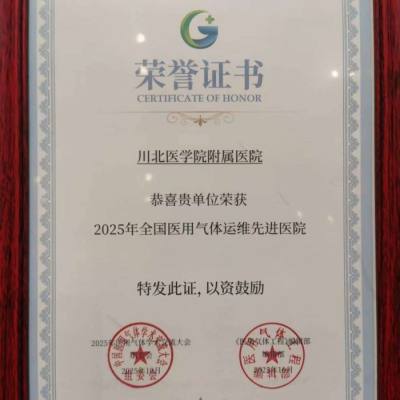 荣誉证书
CERTIFICATE OF HONOR
川北医学院附属医院
恭喜贵单位荣获
2025年全国医用气体运维先进医院
特发此证，以资鼓励